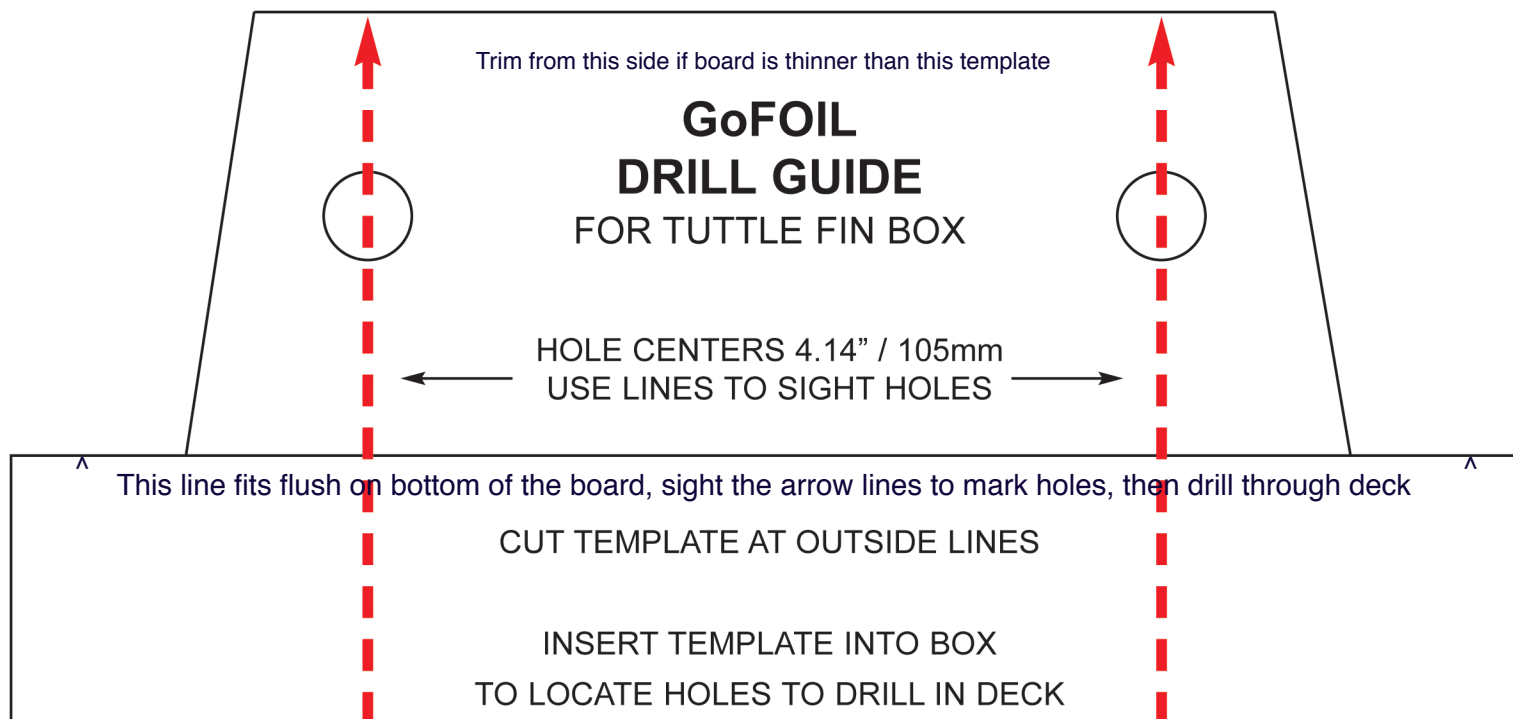 Trim from this side if board is thinner than this template
GoFOIL
DRILL GUIDE
FOR TUTTLE FIN BOX
HOLE CENTERS 4.14” / 105mm
USE LINES TO SIGHT HOLES
^ ^
This line fits flush on bottom of the board, sight the arrow lines to mark holes, then drill through deck
CUT TEMPLATE AT OUTSIDE LINES
INSERT TEMPLATE INTO BOX
TO LOCATE HOLES TO DRILL IN DECK